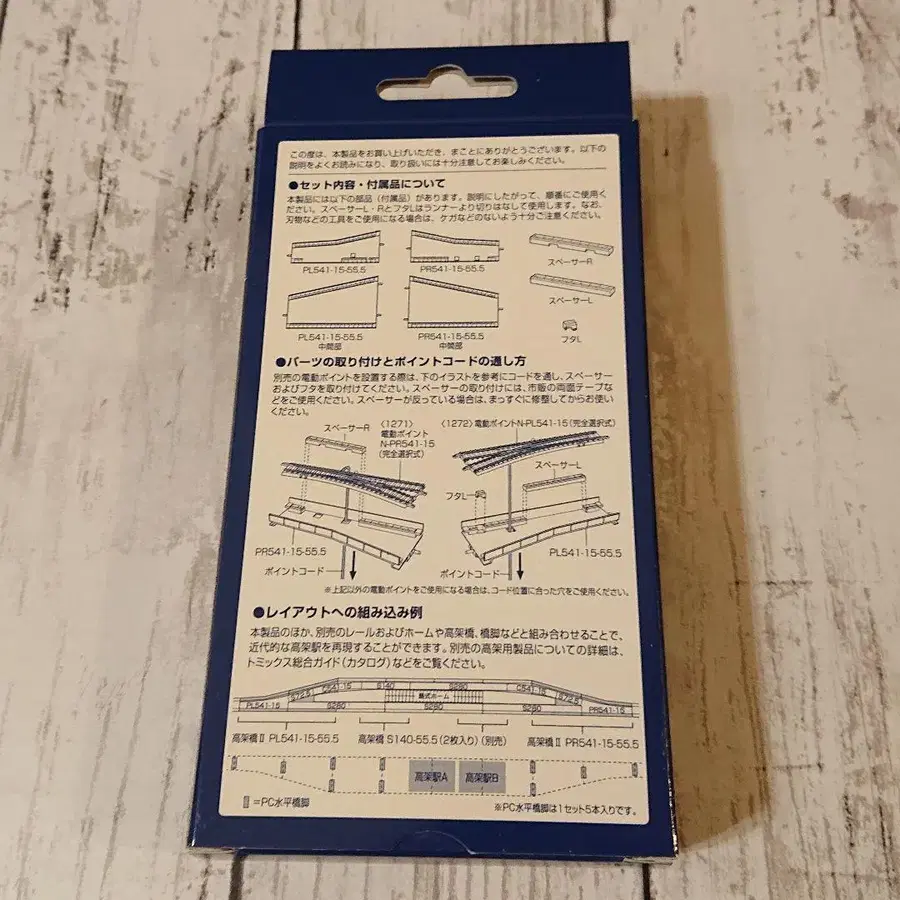 この度は、本製品をお買い上げいただき、まことにありがとうございます。以下の
説明をよくお読みになり、取り扱いには十分注意してお楽しみください。
●セット内容・付属品について
本製品には以下の部品（付属品）があります。説明にしたがって、順番にご使用く
ださい。スペーサーL・RとフタLはランナーより切りはなして使用します。なお、
刃物などの工具をご使用になる場合は、ケガなどのないよう十分ご注意ください。
PL541-15-55.5
PR541-15-55.5
スペーサーR
スペーサーL
PL541-15-55.5
中間部
PR541-15-55.5
中間部
フタL
●パーツの取り付けとポイントコードの通し方
別売の電動ポイントを設置する際は、下のイラストを参考にコードを通し、スペーサー
およびフタを取り付けてください。スペーサーの取り付けには、市販の両面テープな
どをご使用ください。スペーサーが反っている場合は、まっすぐに修整してからお使い
ください。
スペーサーR
〈1271〉
電動ポイント
N-PR541-15
（完全選択式）
〈1272〉電動ポイントN-PL541-15（完全選択式）
スペーサーL
フタL
PR541-15-55.5
ポイントコード
PL541-15-55.5
ポイントコード
※上記以外の電動ポイントをご使用になる場合は、コード位置に合った穴をご使用ください。
●レイアウトへの組み込み例
本製品のほか、別売のレールおよびホームや高架橋、橋脚などと組み合わせることで、
近代的な高架駅を再現することができます。別売の高架用製品についての詳細は、
トミックス総合ガイド（カタログ）などをご覧ください。
PL541-15 S72.5 C541-15 S140 S280 C541-15 S72.5 PR541-15
島式ホーム
S280 S280 S280
高架橋Ⅱ PL541-15-55.5
高架橋 S140-55.5（2枚入り）（別売）
高架橋Ⅱ PR541-15-55.5
高架駅A
高架駅B
＝PC水平橋脚
※PC水平橋脚は1セット5本入りです。